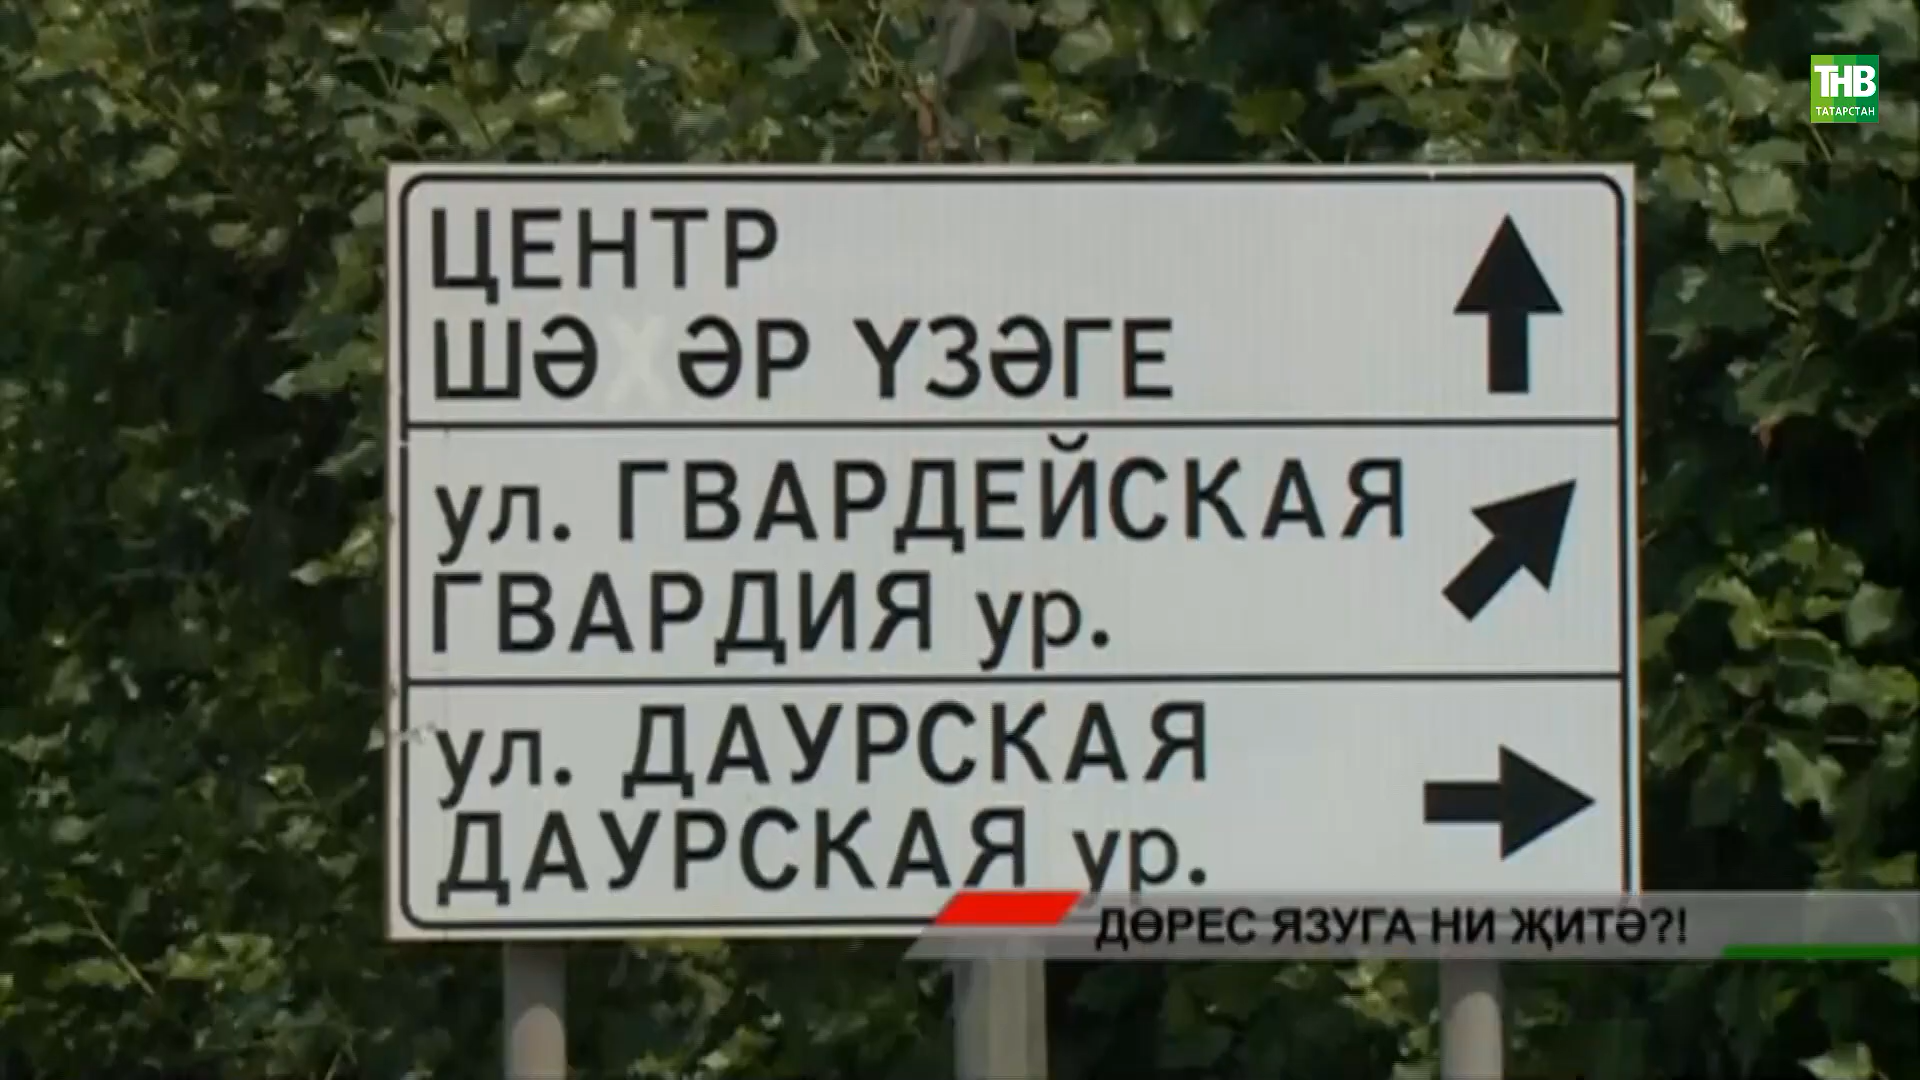 ТНВ
ТАТАРСТАН
ЦЕНТР
ШӘХӘР ҮЗӘГЕ
ул. ГВАРДЕЙСКАЯ
ГВАРДИЯ ур.
ул. ДАУРСКАЯ
ДАУРСКАЯ ур.
ДӨРЕС ЯЗУГА НИ ҖИТӘ?!